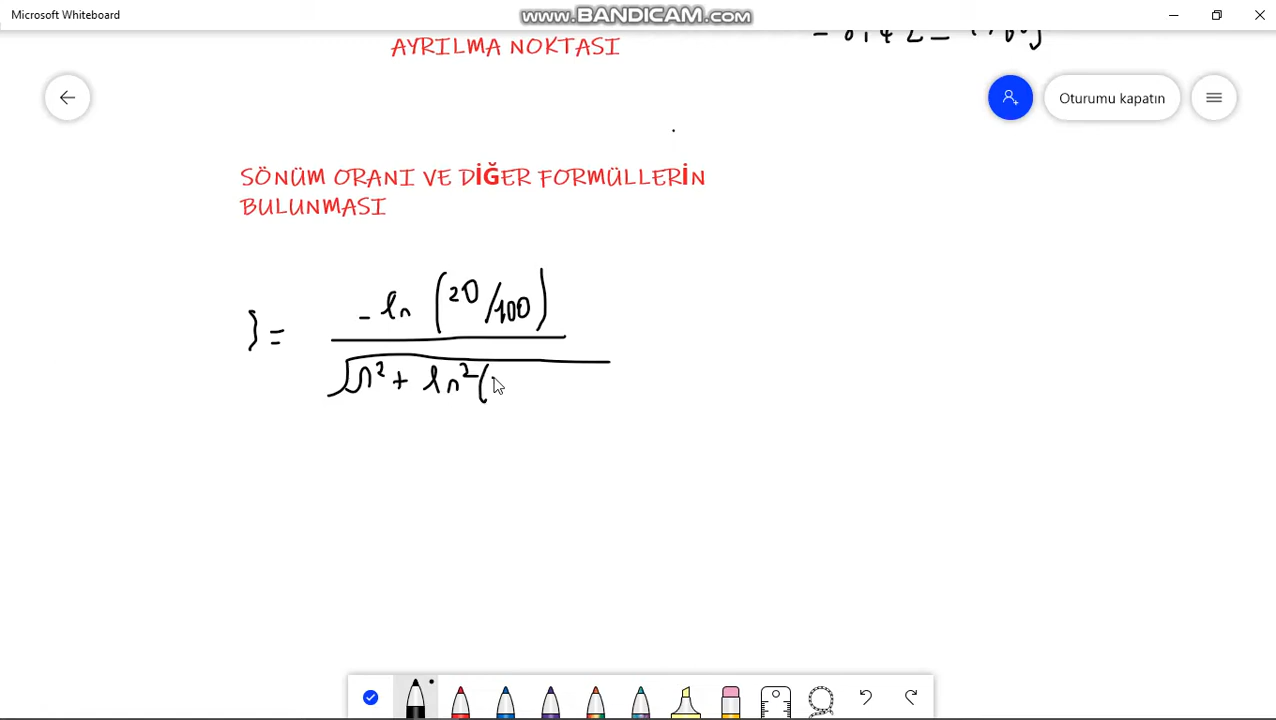 Microsoft Whiteboard
www.BANDICAM.com
AYRILMA NOKTASI
Oturumu kapatın
SÖNÜM ORANI VE DİĞER FORMÜLLERİN
BULUNMASI
- ln (20/100)
ξ =
√π² + ln² (